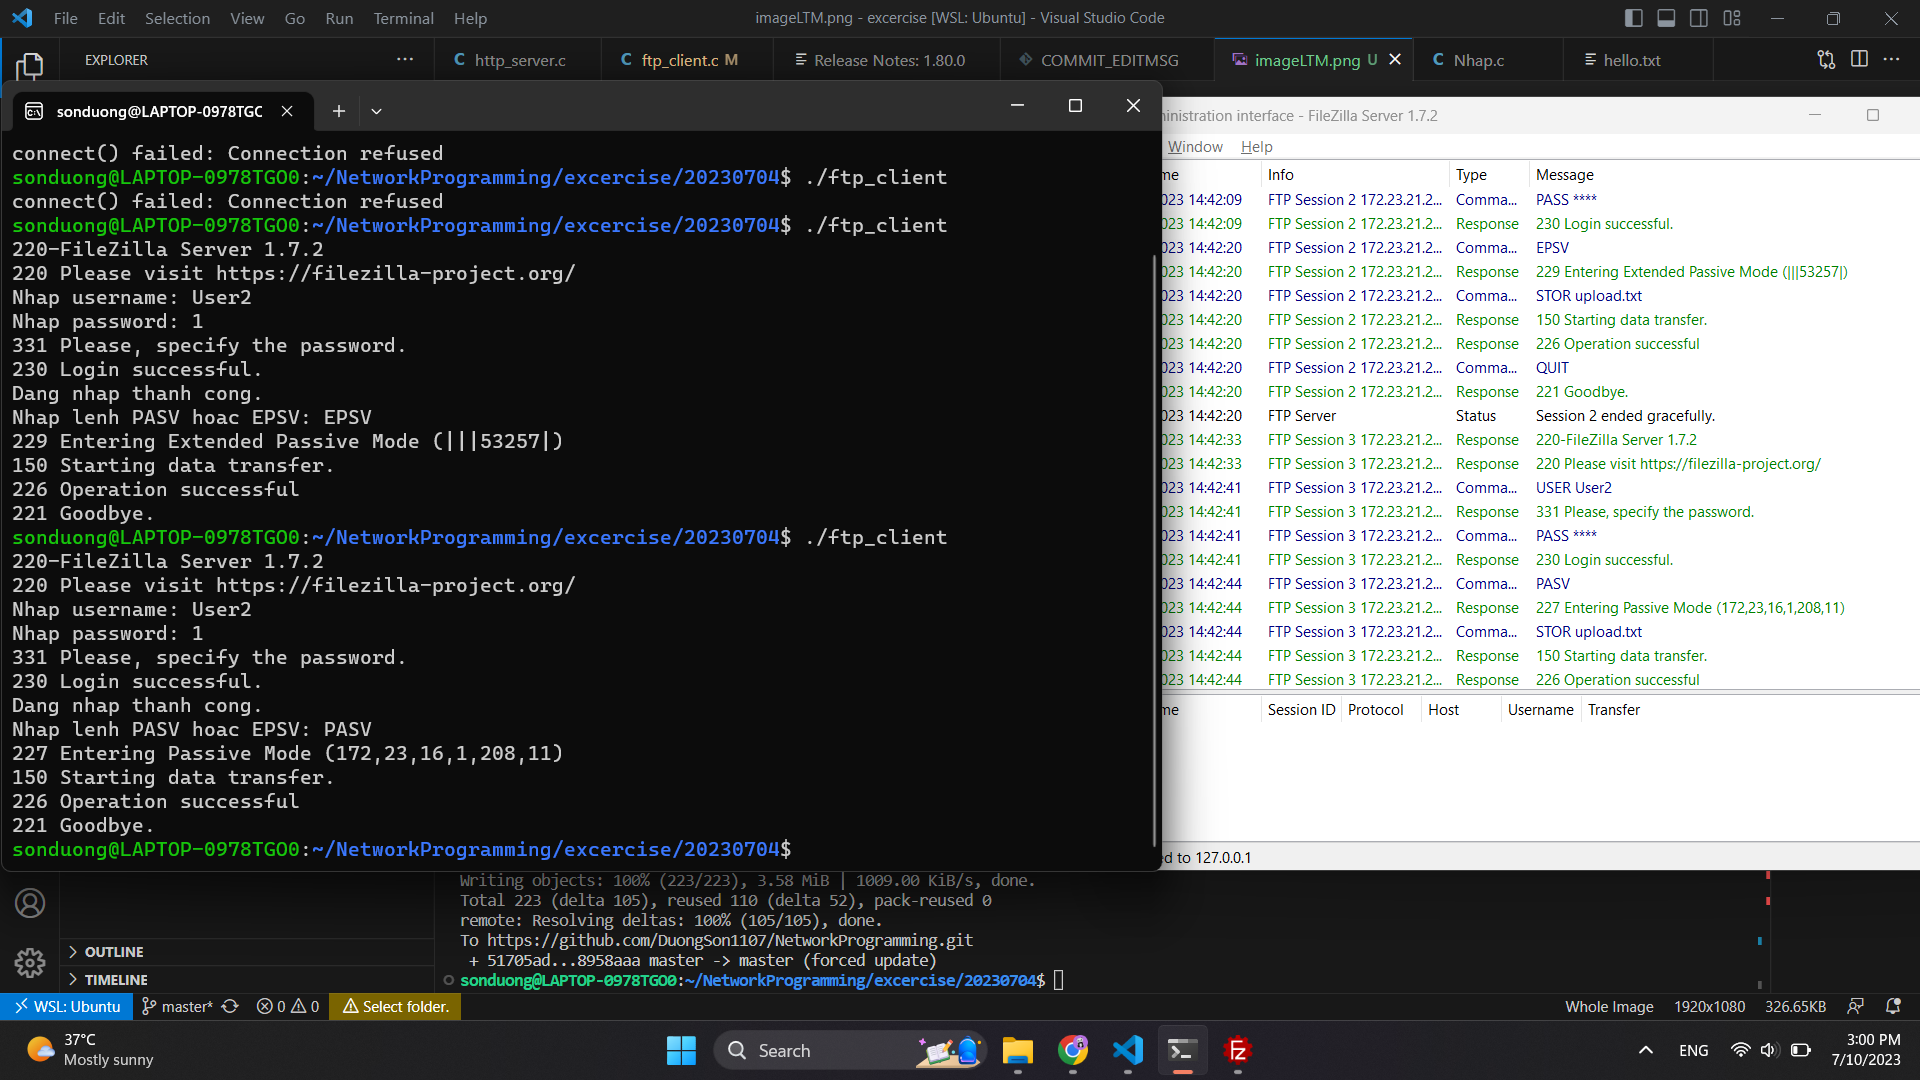 File Edit Selection View Go Run Terminal Help
imageLTM.png - excercise [WSL: Ubuntu] - Visual Studio Code
EXPLORER
http_server.c
ftp_client.c M
Release Notes: 1.80.0
COMMIT_EDITMSG
imageLTM.png U
Nhap.c
hello.txt
sonduong@LAPTOP-0978TGC
connect() failed: Connection refused
sonduong@LAPTOP-0978TGO0:~/NetworkProgramming/excercise/20230704$ ./ftp_client
connect() failed: Connection refused
sonduong@LAPTOP-0978TGO0:~/NetworkProgramming/excercise/20230704$ ./ftp_client
220-FileZilla Server 1.7.2
220 Please visit https://filezilla-project.org/
Nhap username: User2
Nhap password: 1
331 Please, specify the password.
230 Login successful.
Dang nhap thanh cong.
Nhap lenh PASV hoac EPSV: EPSV
229 Entering Extended Passive Mode (|||53257|)
150 Starting data transfer.
226 Operation successful
221 Goodbye.
sonduong@LAPTOP-0978TGO0:~/NetworkProgramming/excercise/20230704$ ./ftp_client
220-FileZilla Server 1.7.2
220 Please visit https://filezilla-project.org/
Nhap username: User2
Nhap password: 1
331 Please, specify the password.
230 Login successful.
Dang nhap thanh cong.
Nhap lenh PASV hoac EPSV: PASV
227 Entering Passive Mode (172,23,16,1,208,11)
150 Starting data transfer.
226 Operation successful
221 Goodbye.
sonduong@LAPTOP-0978TGO0:~/NetworkProgramming/excercise/20230704$
ninistration interface - FileZilla Server 1.7.2
Window Help
me Info Type Message
023 14:42:09 FTP Session 2 172.23.21.2... Comma... PASS ****
023 14:42:09 FTP Session 2 172.23.21.2... Response 230 Login successful.
023 14:42:20 FTP Session 2 172.23.21.2... Comma... EPSV
023 14:42:20 FTP Session 2 172.23.21.2... Response 229 Entering Extended Passive Mode (|||53257|)
023 14:42:20 FTP Session 2 172.23.21.2... Comma... STOR upload.txt
023 14:42:20 FTP Session 2 172.23.21.2... Response 150 Starting data transfer.
023 14:42:20 FTP Session 2 172.23.21.2... Response 226 Operation successful
023 14:42:20 FTP Session 2 172.23.21.2... Comma... QUIT
023 14:42:20 FTP Session 2 172.23.21.2... Response 221 Goodbye.
023 14:42:20 FTP Server Status Session 2 ended gracefully.
023 14:42:33 FTP Session 3 172.23.21.2... Response 220-FileZilla Server 1.7.2
023 14:42:33 FTP Session 3 172.23.21.2... Response 220 Please visit https://filezilla-project.org/
023 14:42:41 FTP Session 3 172.23.21.2... Comma... USER User2
023 14:42:41 FTP Session 3 172.23.21.2... Response 331 Please, specify the password.
023 14:42:41 FTP Session 3 172.23.21.2... Comma... PASS ****
023 14:42:41 FTP Session 3 172.23.21.2... Response 230 Login successful.
023 14:42:44 FTP Session 3 172.23.21.2... Comma... PASV
023 14:42:44 FTP Session 3 172.23.21.2... Response 227 Entering Passive Mode (172,23,16,1,208,11)
023 14:42:44 FTP Session 3 172.23.21.2... Comma... STOR upload.txt
023 14:42:44 FTP Session 3 172.23.21.2... Response 150 Starting data transfer.
023 14:42:44 FTP Session 3 172.23.21.2... Response 226 Operation successful
me Session ID Protocol Host Username Transfer
ed to 127.0.0.1
Writing objects: 100% (223/223), 3.58 MiB | 1009.00 KiB/s, done.
Total 223 (delta 105), reused 110 (delta 52), pack-reused 0
remote: Resolving deltas: 100% (105/105), done.
To https://github.com/DuongSon1107/NetworkProgramming.git
+ 51705ad...8958aaa master -> master (forced update)
sonduong@LAPTOP-0978TGO0:~/NetworkProgramming/excercise/20230704$
OUTLINE
TIMELINE
WSL: Ubuntu master* 0 0 Select folder. Whole Image 1920x1080 326.65KB
37°C
Mostly sunny
Search
ENG
3:00 PM
7/10/2023